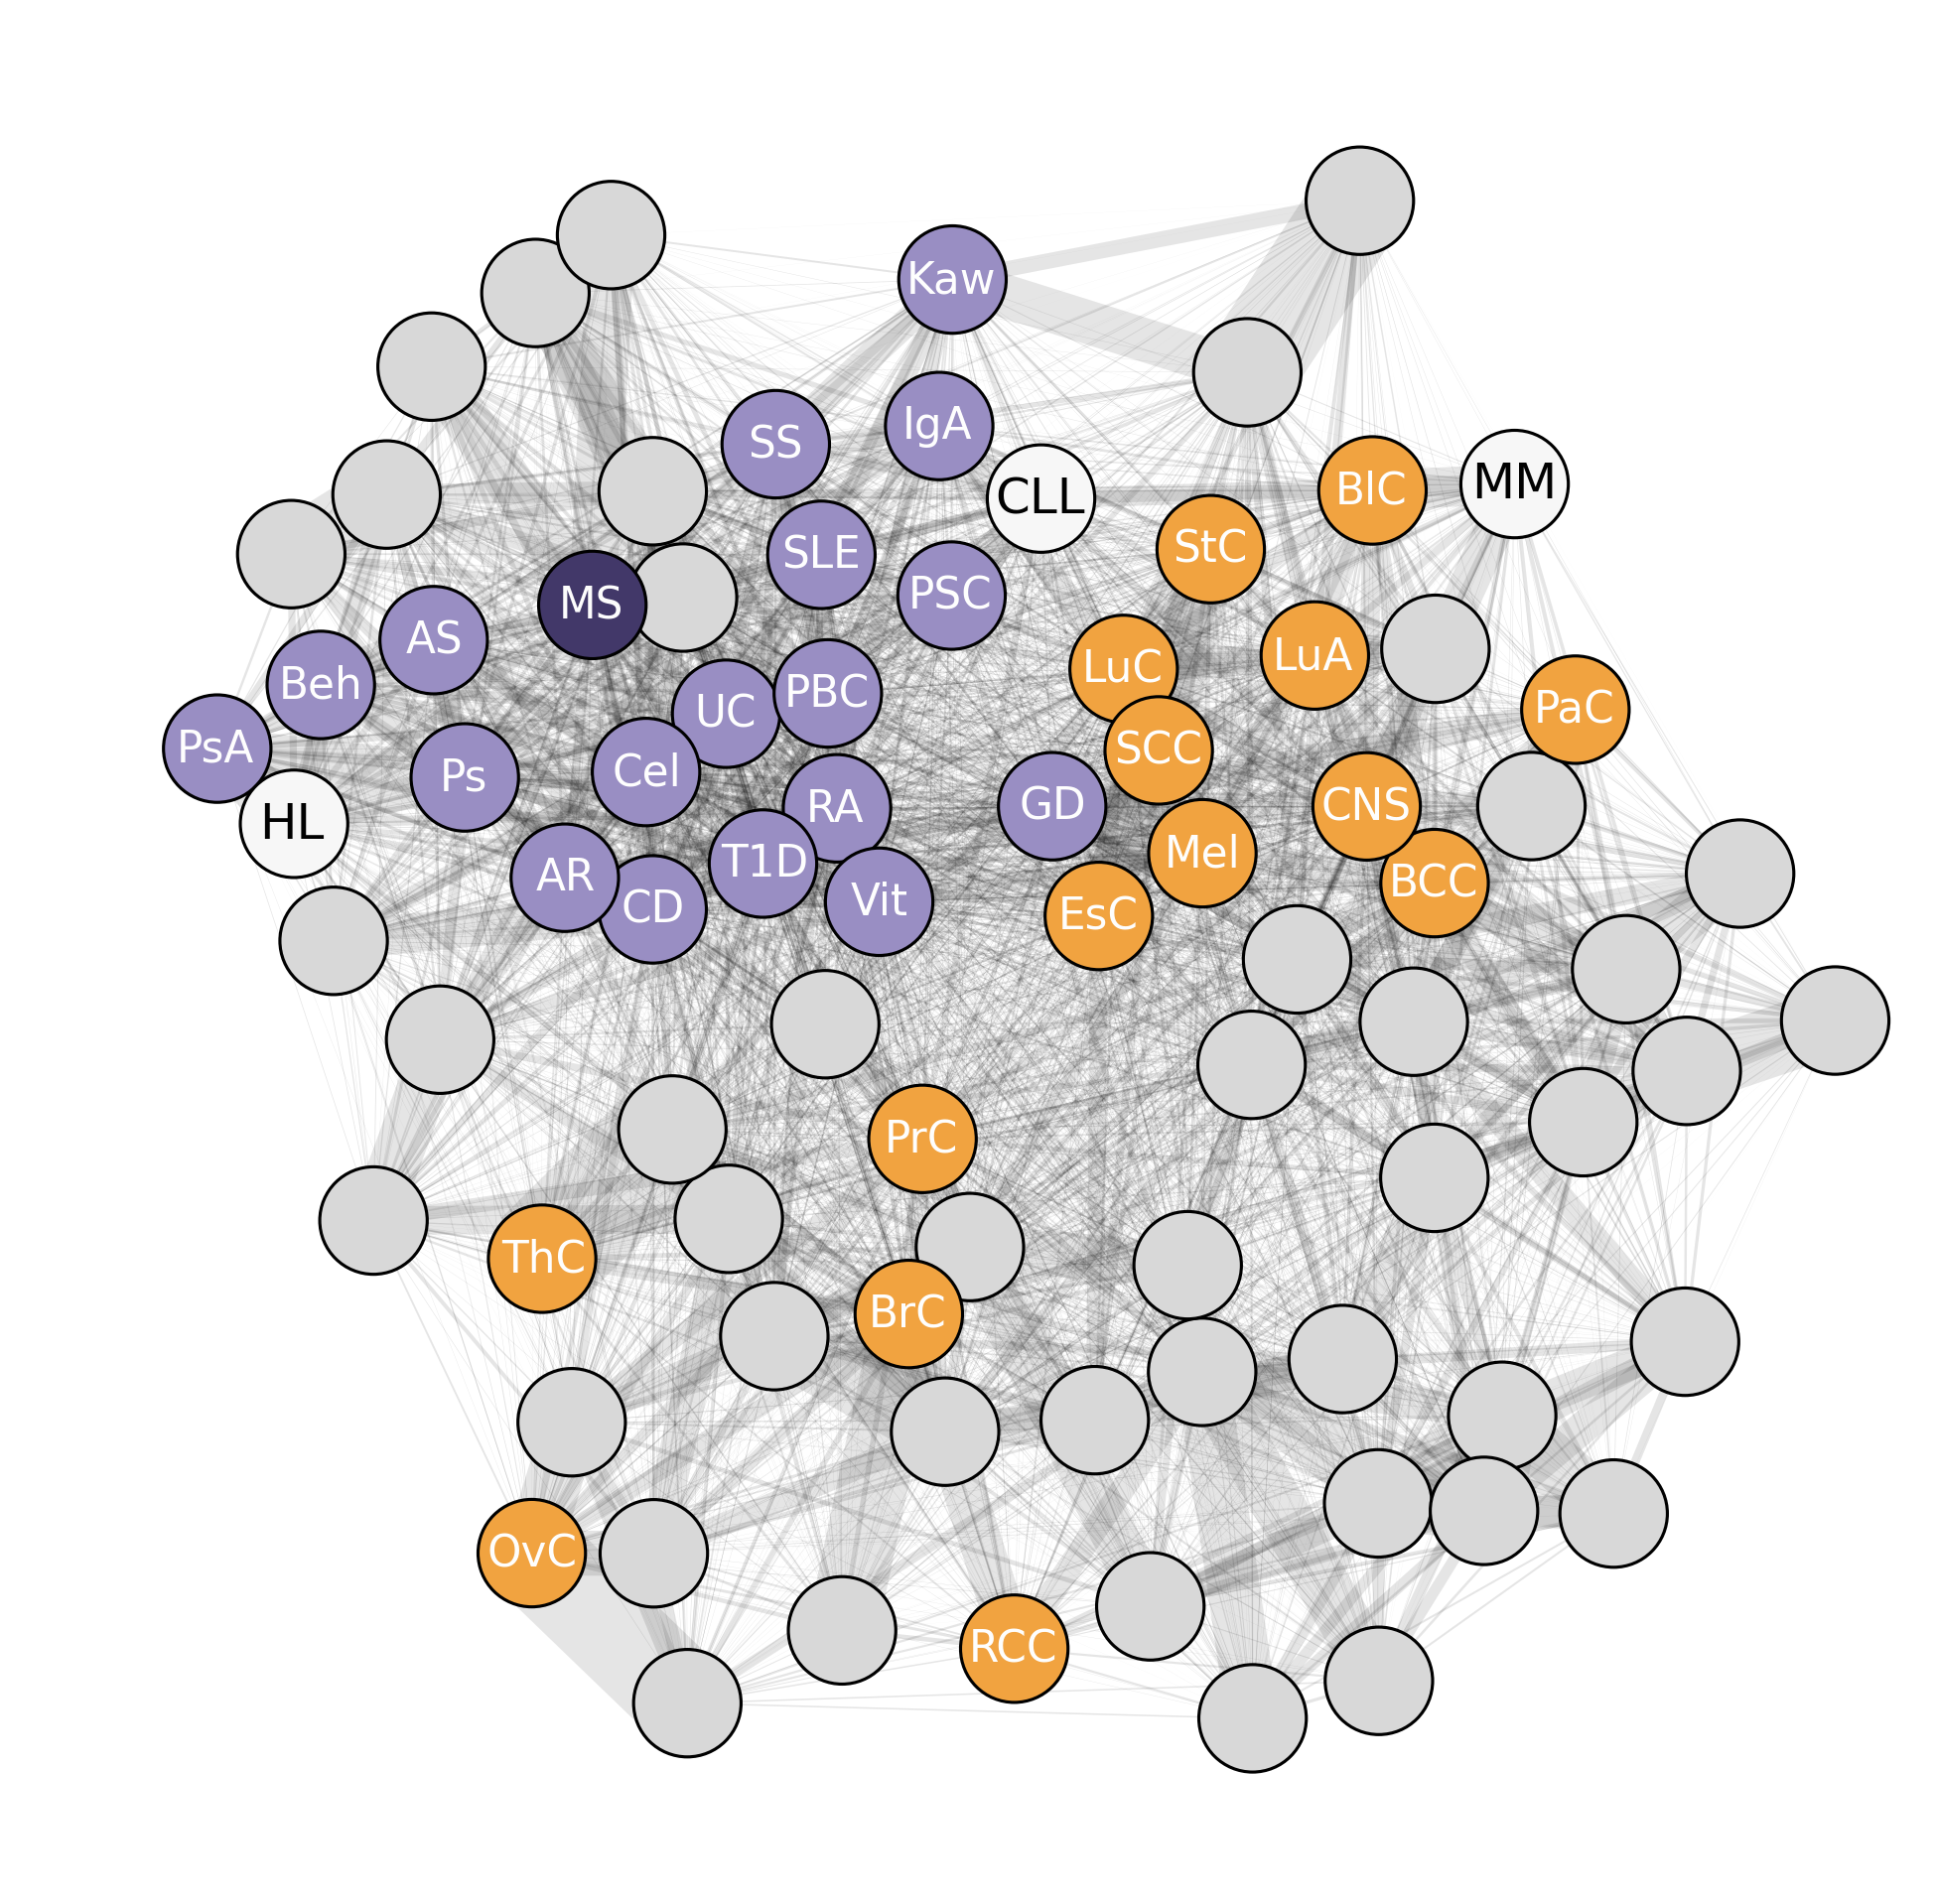 Kaw
IgA
SS
CLL
BlC
MM
StC
SLE
PSC
MS
AS
LuA
LuC
Beh
PBC
UC
PaC
PsA
SCC
Cel
Ps
GD
CNS
RA
HL
Mel
T1D
AR
BCC
Vit
CD
EsC
PrC
ThC
BrC
OvC
RCC